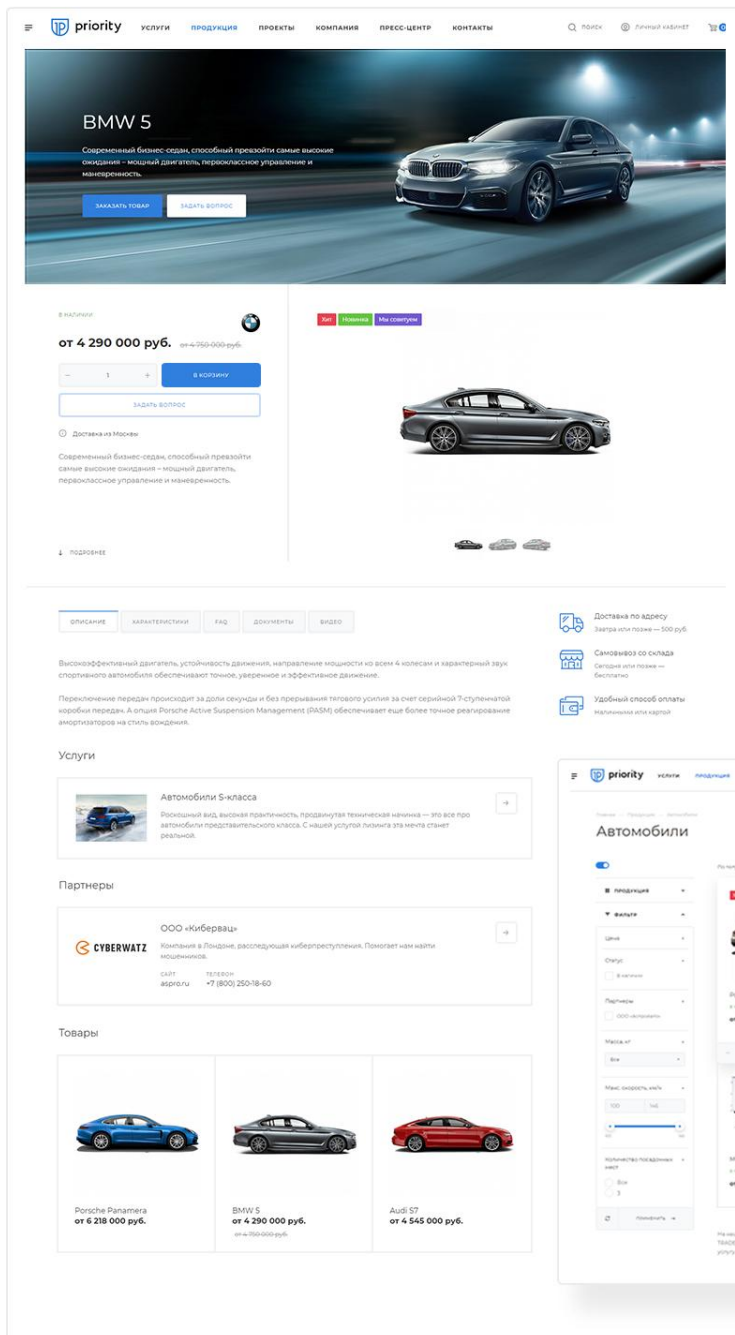 priority
УСЛУГИ
ПРОДУКЦИЯ
ПРОЕКТЫ
КОМПАНИЯ
ПРЕСС-ЦЕНТР
КОНТАКТЫ
ПОИСК
ЛИЧНЫЙ КАБИНЕТ
0
BMW 5
Современный бизнес-седан, способный превзойти самые высокие
ожидания – мощный двигатель, первоклассное управление и
маневренность.
ЗАКАЗАТЬ ТОВАР
ЗАДАТЬ ВОПРОС
В НАЛИЧИИ
от 4 290 000 руб. от 4 750 000 руб.
Хит
Новинка
Мы советуем
− 1 +
В КОРЗИНУ
ЗАДАТЬ ВОПРОС
Доставка из Москвы
Современный бизнес-седан, способный превзойти
самые высокие ожидания – мощный двигатель,
первоклассное управление и маневренность.
ПОДРОБНЕЕ
ОПИСАНИЕ
ХАРАКТЕРИСТИКИ
FAQ
ДОКУМЕНТЫ
ВИДЕО
Высокоэффективный двигатель, устойчивость движения, направление мощности ко всем 4 колесам и характерный звук
спортивного автомобиля обеспечивают точное, уверенное и эффективное движение.
Переключение передач происходит за доли секунды и без прерывания тягового усилия за счет серийной 7-ступенчатой
коробки передач. А опция Porsche Active Suspension Management (PASM) обеспечивает еще более точное реагирование
амортизаторов на стиль вождения.
Доставка по адресу
Завтра или позже — 500 руб.
Самовывоз со склада
Сегодня или позже —
бесплатно
Удобный способ оплаты
Наличными или картой
Услуги
Автомобили S-класса
Роскошный вид, высокая практичность, продвинутая техническая начинка — это все про
автомобили представительского класса. С нашей услугой лизинга эта мечта станет
реальной.
Партнеры
CYBERWATZ
ООО «Кибервац»
Компания в Лондоне, расследующая киберпреступления. Помогает нам найти
мошенников.
САЙТ
ТЕЛЕФОН
aspro.ru
+7 (800) 250-18-60
Товары
Porsche Panamera
от 6 218 000 руб.
BMW 5
от 4 290 000 руб.
от 4 750 000 руб.
Audi S7
от 4 545 000 руб.
priority
УСЛУГИ
ПРОДУКЦИЯ
Главная – Продукция – Автомобили
Автомобили
ПРОДУКЦИЯ
ФИЛЬТР
Цена
Статус
В наличии
Партнеры
Масса, кг
Все
Макс. скорость, км/ч
Количество посадочных
мест
Все
3
ПРИМЕНИТЬ